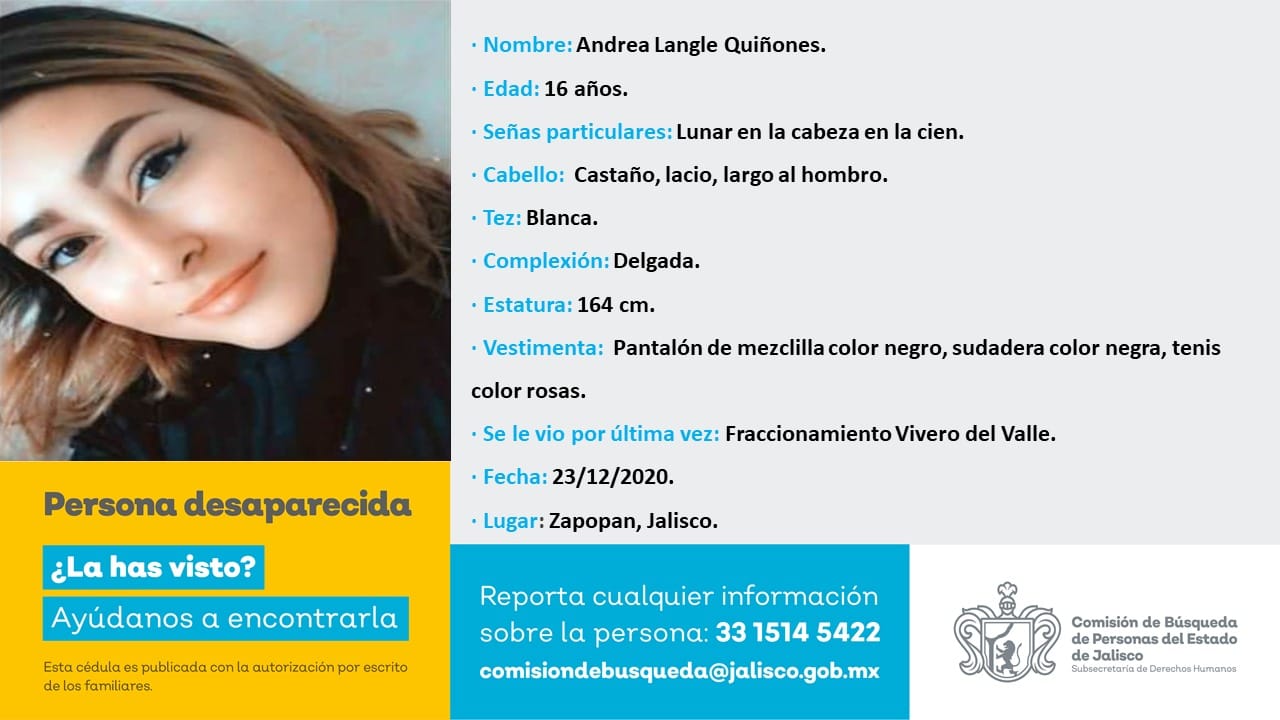 · Nombre: Andrea Langle Quiñones.
· Edad: 16 años.
· Señas particulares: Lunar en la cabeza en la cien.
· Cabello: Castaño, lacio, largo al hombro.
· Tez: Blanca.
· Complexión: Delgada.
· Estatura: 164 cm.
· Vestimenta: Pantalón de mezclilla color negro, sudadera color negra, tenis
color rosas.
· Se le vio por última vez: Fraccionamiento Vivero del Valle.
· Fecha: 23/12/2020.
· Lugar: Zapopan, Jalisco.
Persona desaparecida
¿La has visto?
Ayúdanos a encontrarla
Esta cédula es publicada con la autorización por escrito
de los familiares.
Reporta cualquier información
sobre la persona: 33 1514 5422
comisiondebusqueda@jalisco.gob.mx
Comisión de Búsqueda
de Personas del Estado
de Jalisco
Subsecretaría de Derechos Humanos